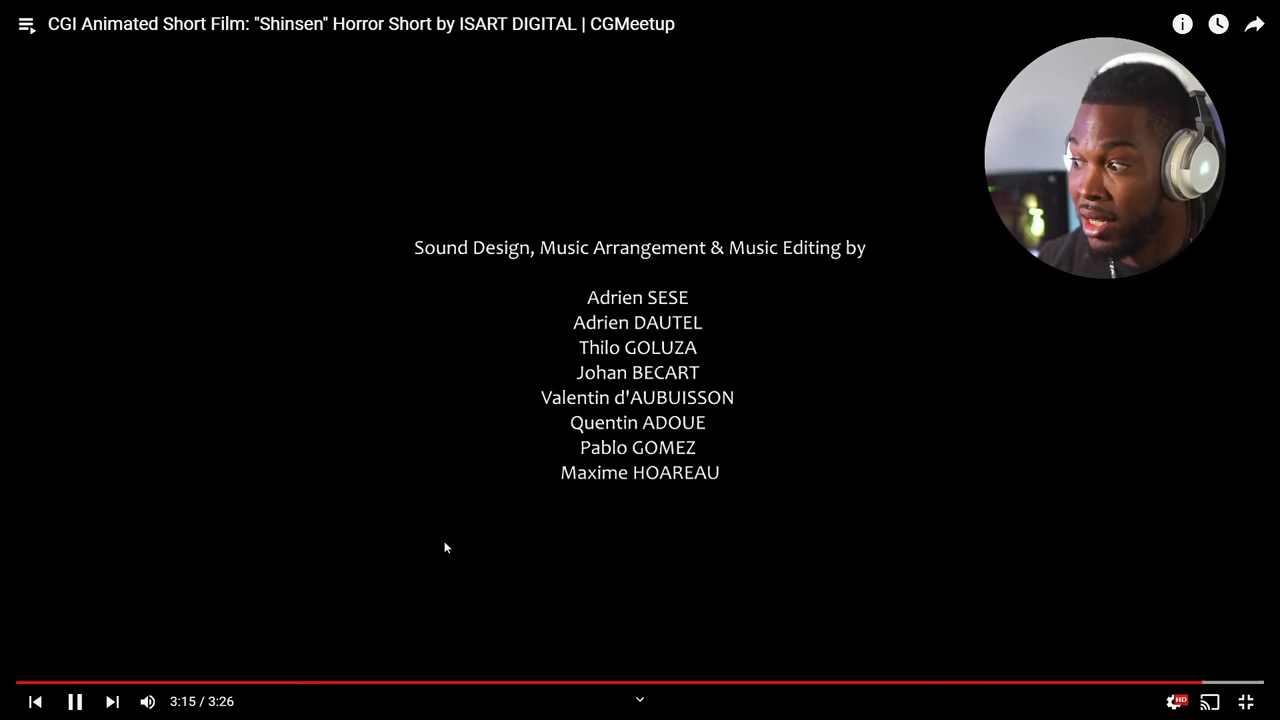 CGI Animated Short Film: "Shinsen" Horror Short by ISART DIGITAL | CGMeetup
Sound Design, Music Arrangement & Music Editing by
Adrien SESE
Adrien DAUTEL
Thilo GOLUZA
Johan BECART
Valentin d'AUBUISSON
Quentin ADOUE
Pablo GOMEZ
Maxime HOAREAU
3:15 / 3:26
HD